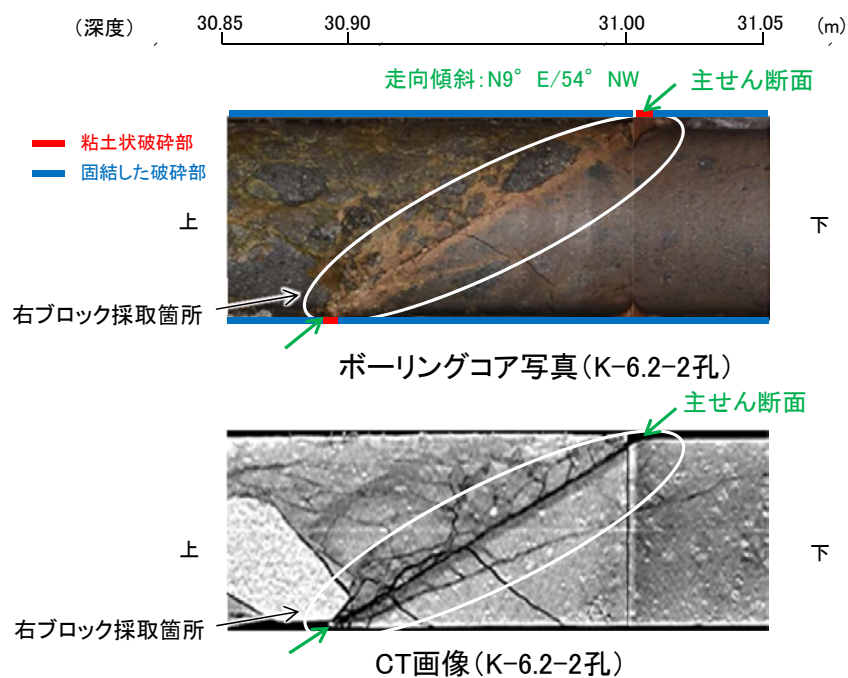 （深度）
30.85 30.90 31.00 31.05 (m)
走向傾斜：N9°E/54°NW
主せん断面
粘土状破砕部
固結した破砕部
上
下
右ブロック採取箇所
ボーリングコア写真（K-6.2-2孔）
主せん断面
上
下
右ブロック採取箇所
CT画像（K-6.2-2孔）